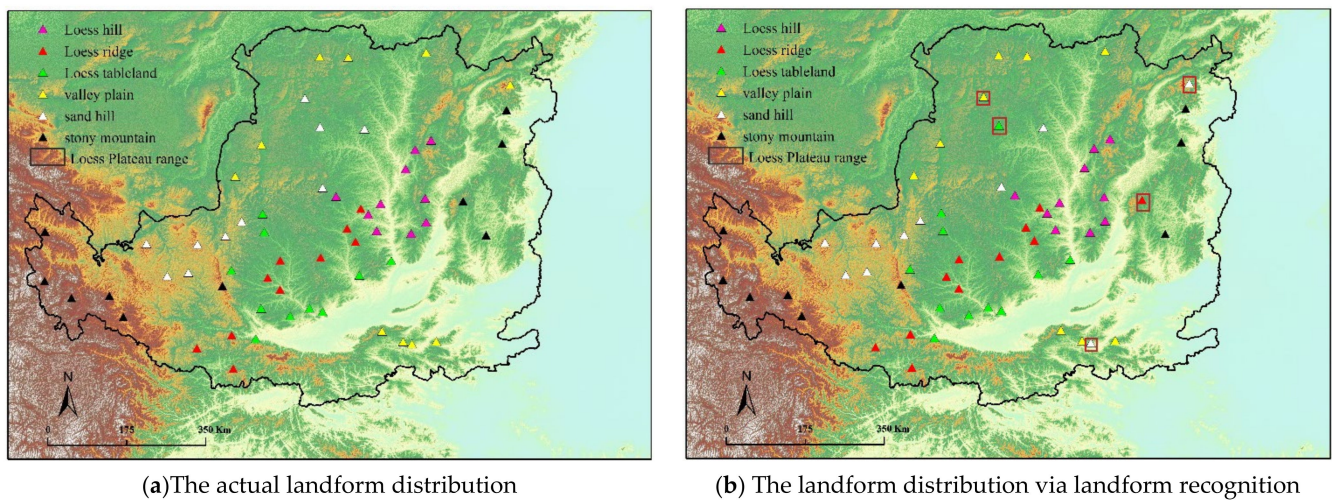 Loess hill
Loess ridge
Loess tableland
valley plain
sand hill
stony mountain
Loess Plateau range
N
0 175 350 Km
(a)The actual landform distribution
Loess hill
Loess ridge
Loess tableland
valley plain
sand hill
stony mountain
Loess Plateau range
N
0 175 350 Km
(b) The landform distribution via landform recognition